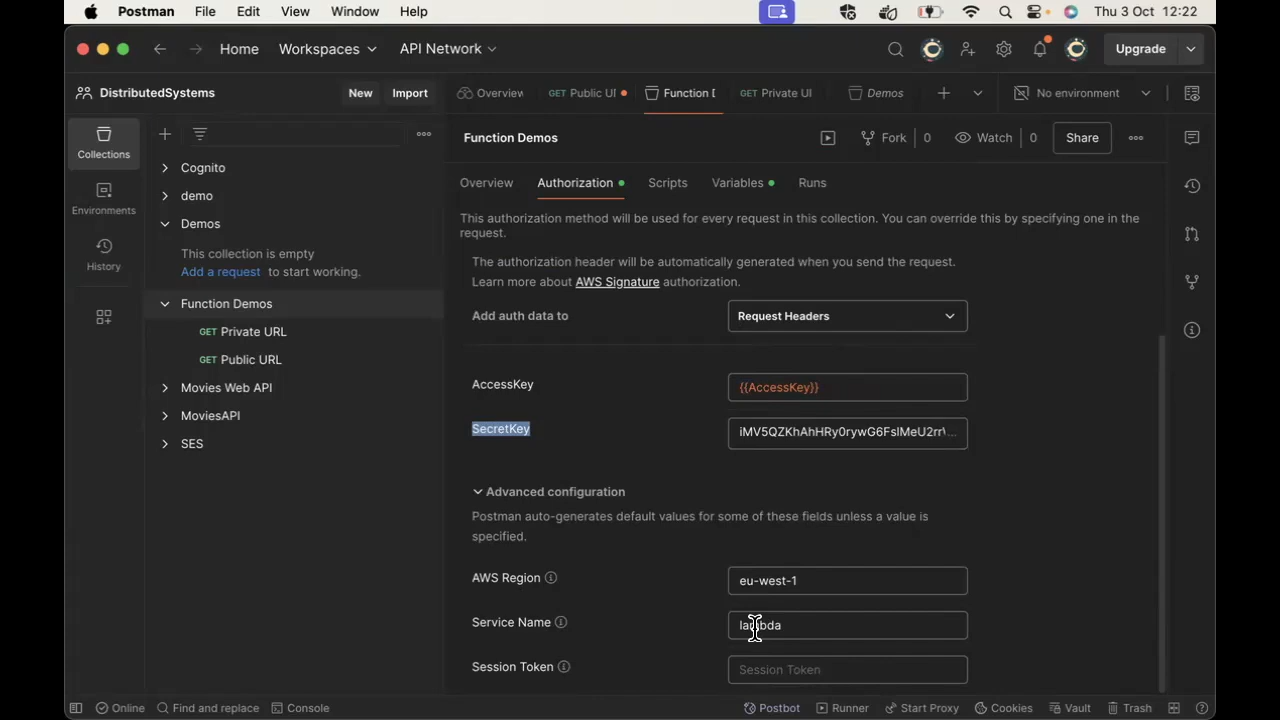 Postman File Edit View Window Help Thu 3 Oct 12:22
Home Workspaces API Network Upgrade
DistributedSystems New Import Overview GET Public UI Function D GET Private UI Demos No environment
Collections
Environments
History
Cognito
demo
Demos
This collection is empty
Add a request to start working.
Function Demos
GET Private URL
GET Public URL
Movies Web API
MoviesAPI
SES
Function Demos Fork 0 Watch 0 Share
Overview Authorization Scripts Variables Runs
This authorization method will be used for every request in this collection. You can override this by specifying one in the
request.
The authorization header will be automatically generated when you send the request.
Learn more about AWS Signature authorization.
Add auth data to Request Headers
AccessKey {{AccessKey}}
SecretKey
Advanced configuration
Postman auto-generates default values for some of these fields unless a value is
specified.
AWS Region eu-west-1
Service Name lambda
Session Token Session Token
Online Find and replace Console Postbot Runner Start Proxy Cookies Vault Trash